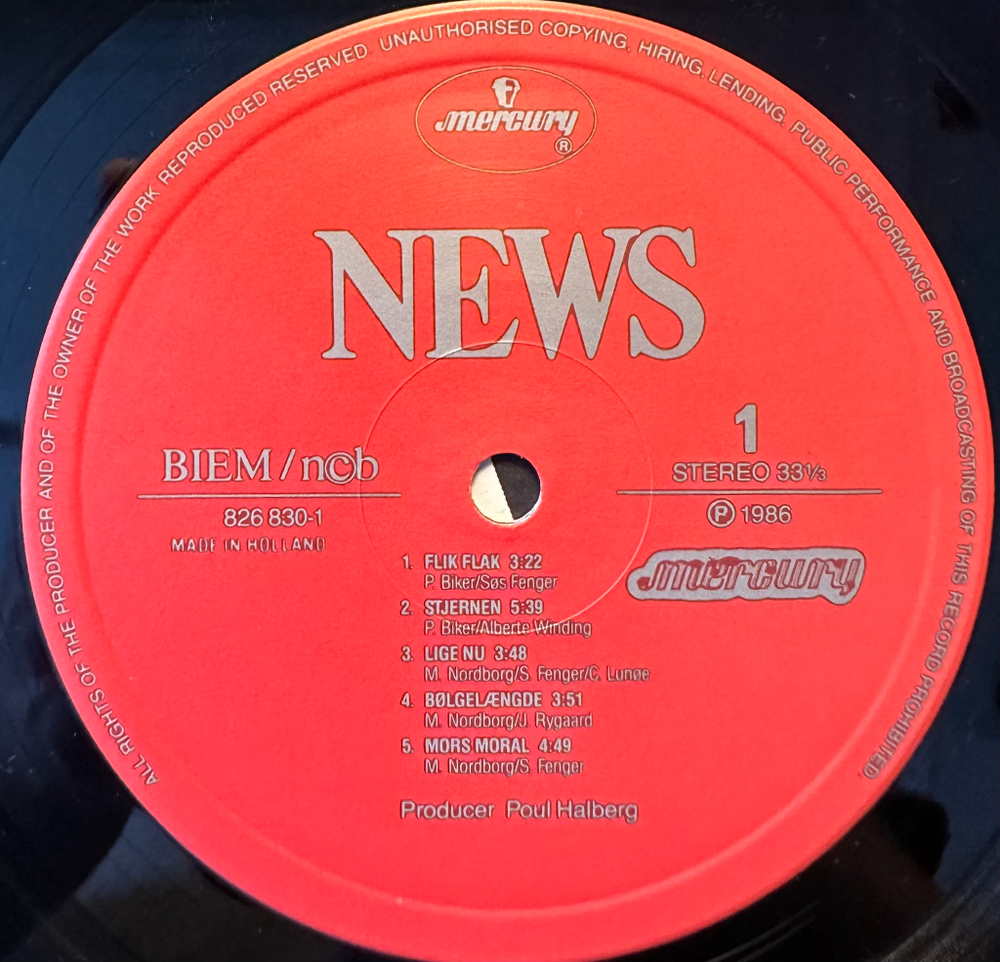 ALL RIGHTS OF THE PRODUCER AND OF THE OWNER OF THE WORK REPRODUCED RESERVED. UNAUTHORISED COPYING, HIRING, LENDING, PUBLIC PERFORMANCE AND BROADCASTING OF THIS RECORD PROHIBITED.
mercury
®
NEWS
BIEM / n©b
826 830-1
MADE IN HOLLAND
1
STEREO 33⅓
℗ 1986
mercury
1. FLIK FLAK 3:22
P. Biker/Søs Fenger
2. STJERNEN 5:39
P. Biker/Alberte Winding
3. LIGE NU 3:48
M. Nordborg/S. Fenger/C. Lunøe
4. BØLGELÆNGDE 3:51
M. Nordborg/J. Rygaard
5. MORS MORAL 4:49
M. Nordborg/S. Fenger
Producer Poul Halberg